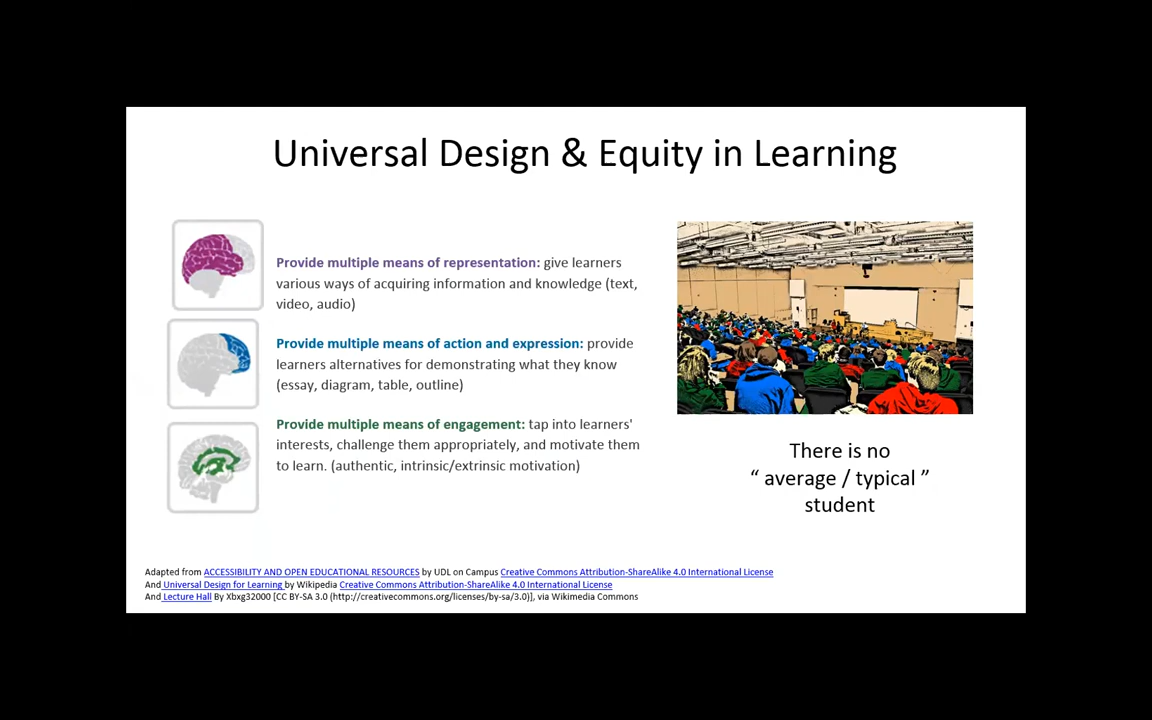 Universal Design & Equity in Learning
Provide multiple means of representation: give learners
various ways of acquiring information and knowledge (text,
video, audio)
Provide multiple means of action and expression: provide
learners alternatives for demonstrating what they know
(essay, diagram, table, outline)
Provide multiple means of engagement: tap into learners'
interests, challenge them appropriately, and motivate them
to learn. (authentic, intrinsic/extrinsic motivation)
There is no
“ average / typical ”
student
Adapted from ACCESSIBILITY AND OPEN EDUCATIONAL RESOURCES by UDL on Campus Creative Commons Attribution-ShareAlike 4.0 International License
And Universal Design for Learning by Wikipedia Creative Commons Attribution-ShareAlike 4.0 International License
And Lecture Hall By Xbxg32000 [CC BY-SA 3.0 (http://creativecommons.org/licenses/by-sa/3.0)], via Wikimedia Commons